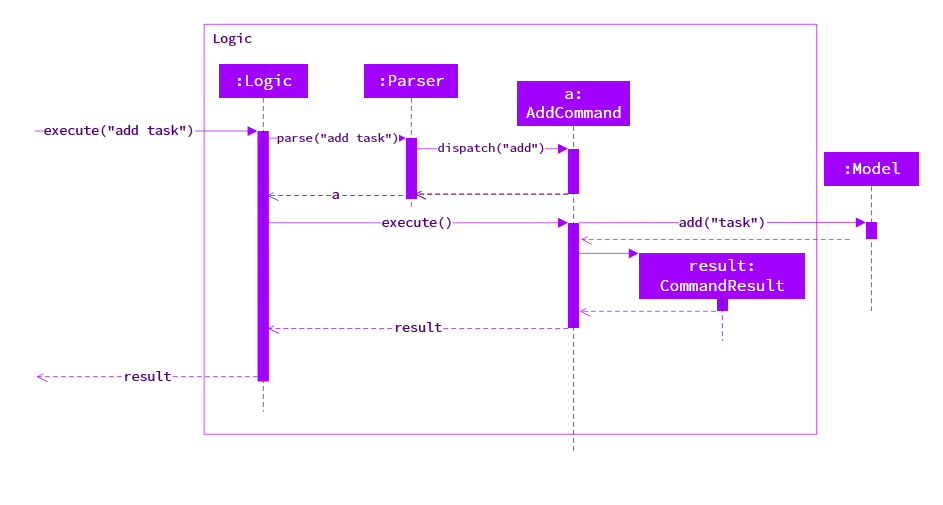 Logic
:Logic
:Parser
a:
AddCommand
execute("add task")
parse("add task")
dispatch("add")
:Model
a
execute()
add("task")
result:
CommandResult
result
result